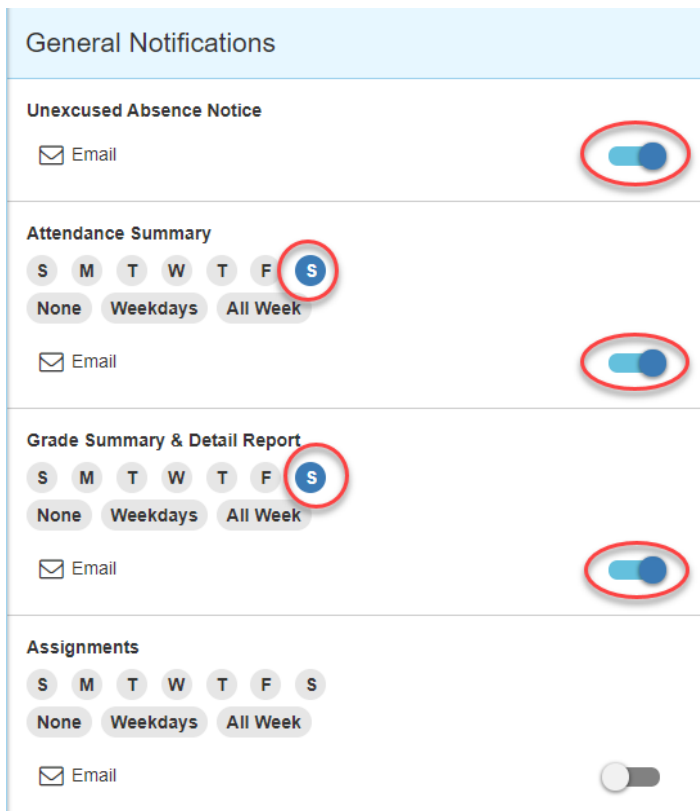 General Notifications
Unexcused Absence Notice
Email
Attendance Summary
S M T W T F S
None Weekdays All Week
Email
Grade Summary & Detail Report
S M T W T F S
None Weekdays All Week
Email
Assignments
S M T W T F S
None Weekdays All Week
Email